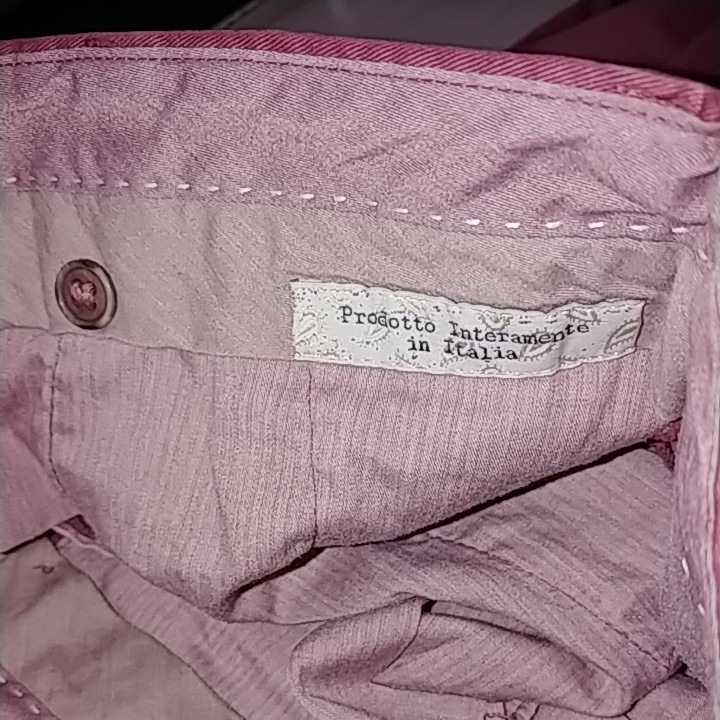 Prodotto Interamente
in Italia